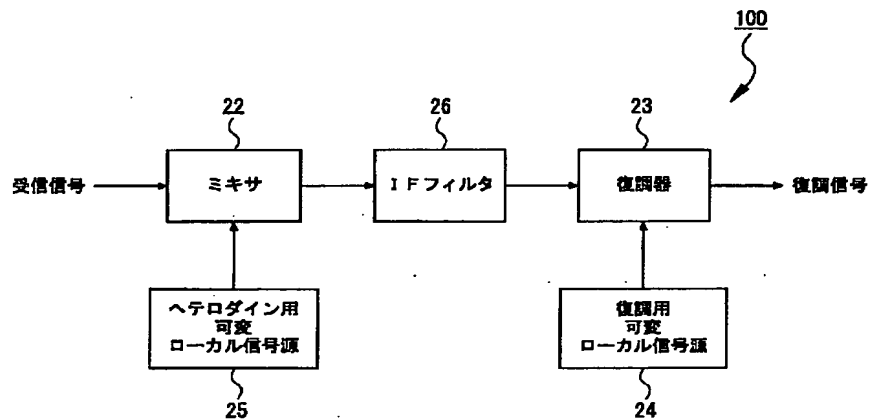 100
22
26
23
受信信号
ミキサ
ＩＦフィルタ
復調器
復調信号
ヘテロダイン用
可変
ローカル信号源
復調用
可変
ローカル信号源
25
24